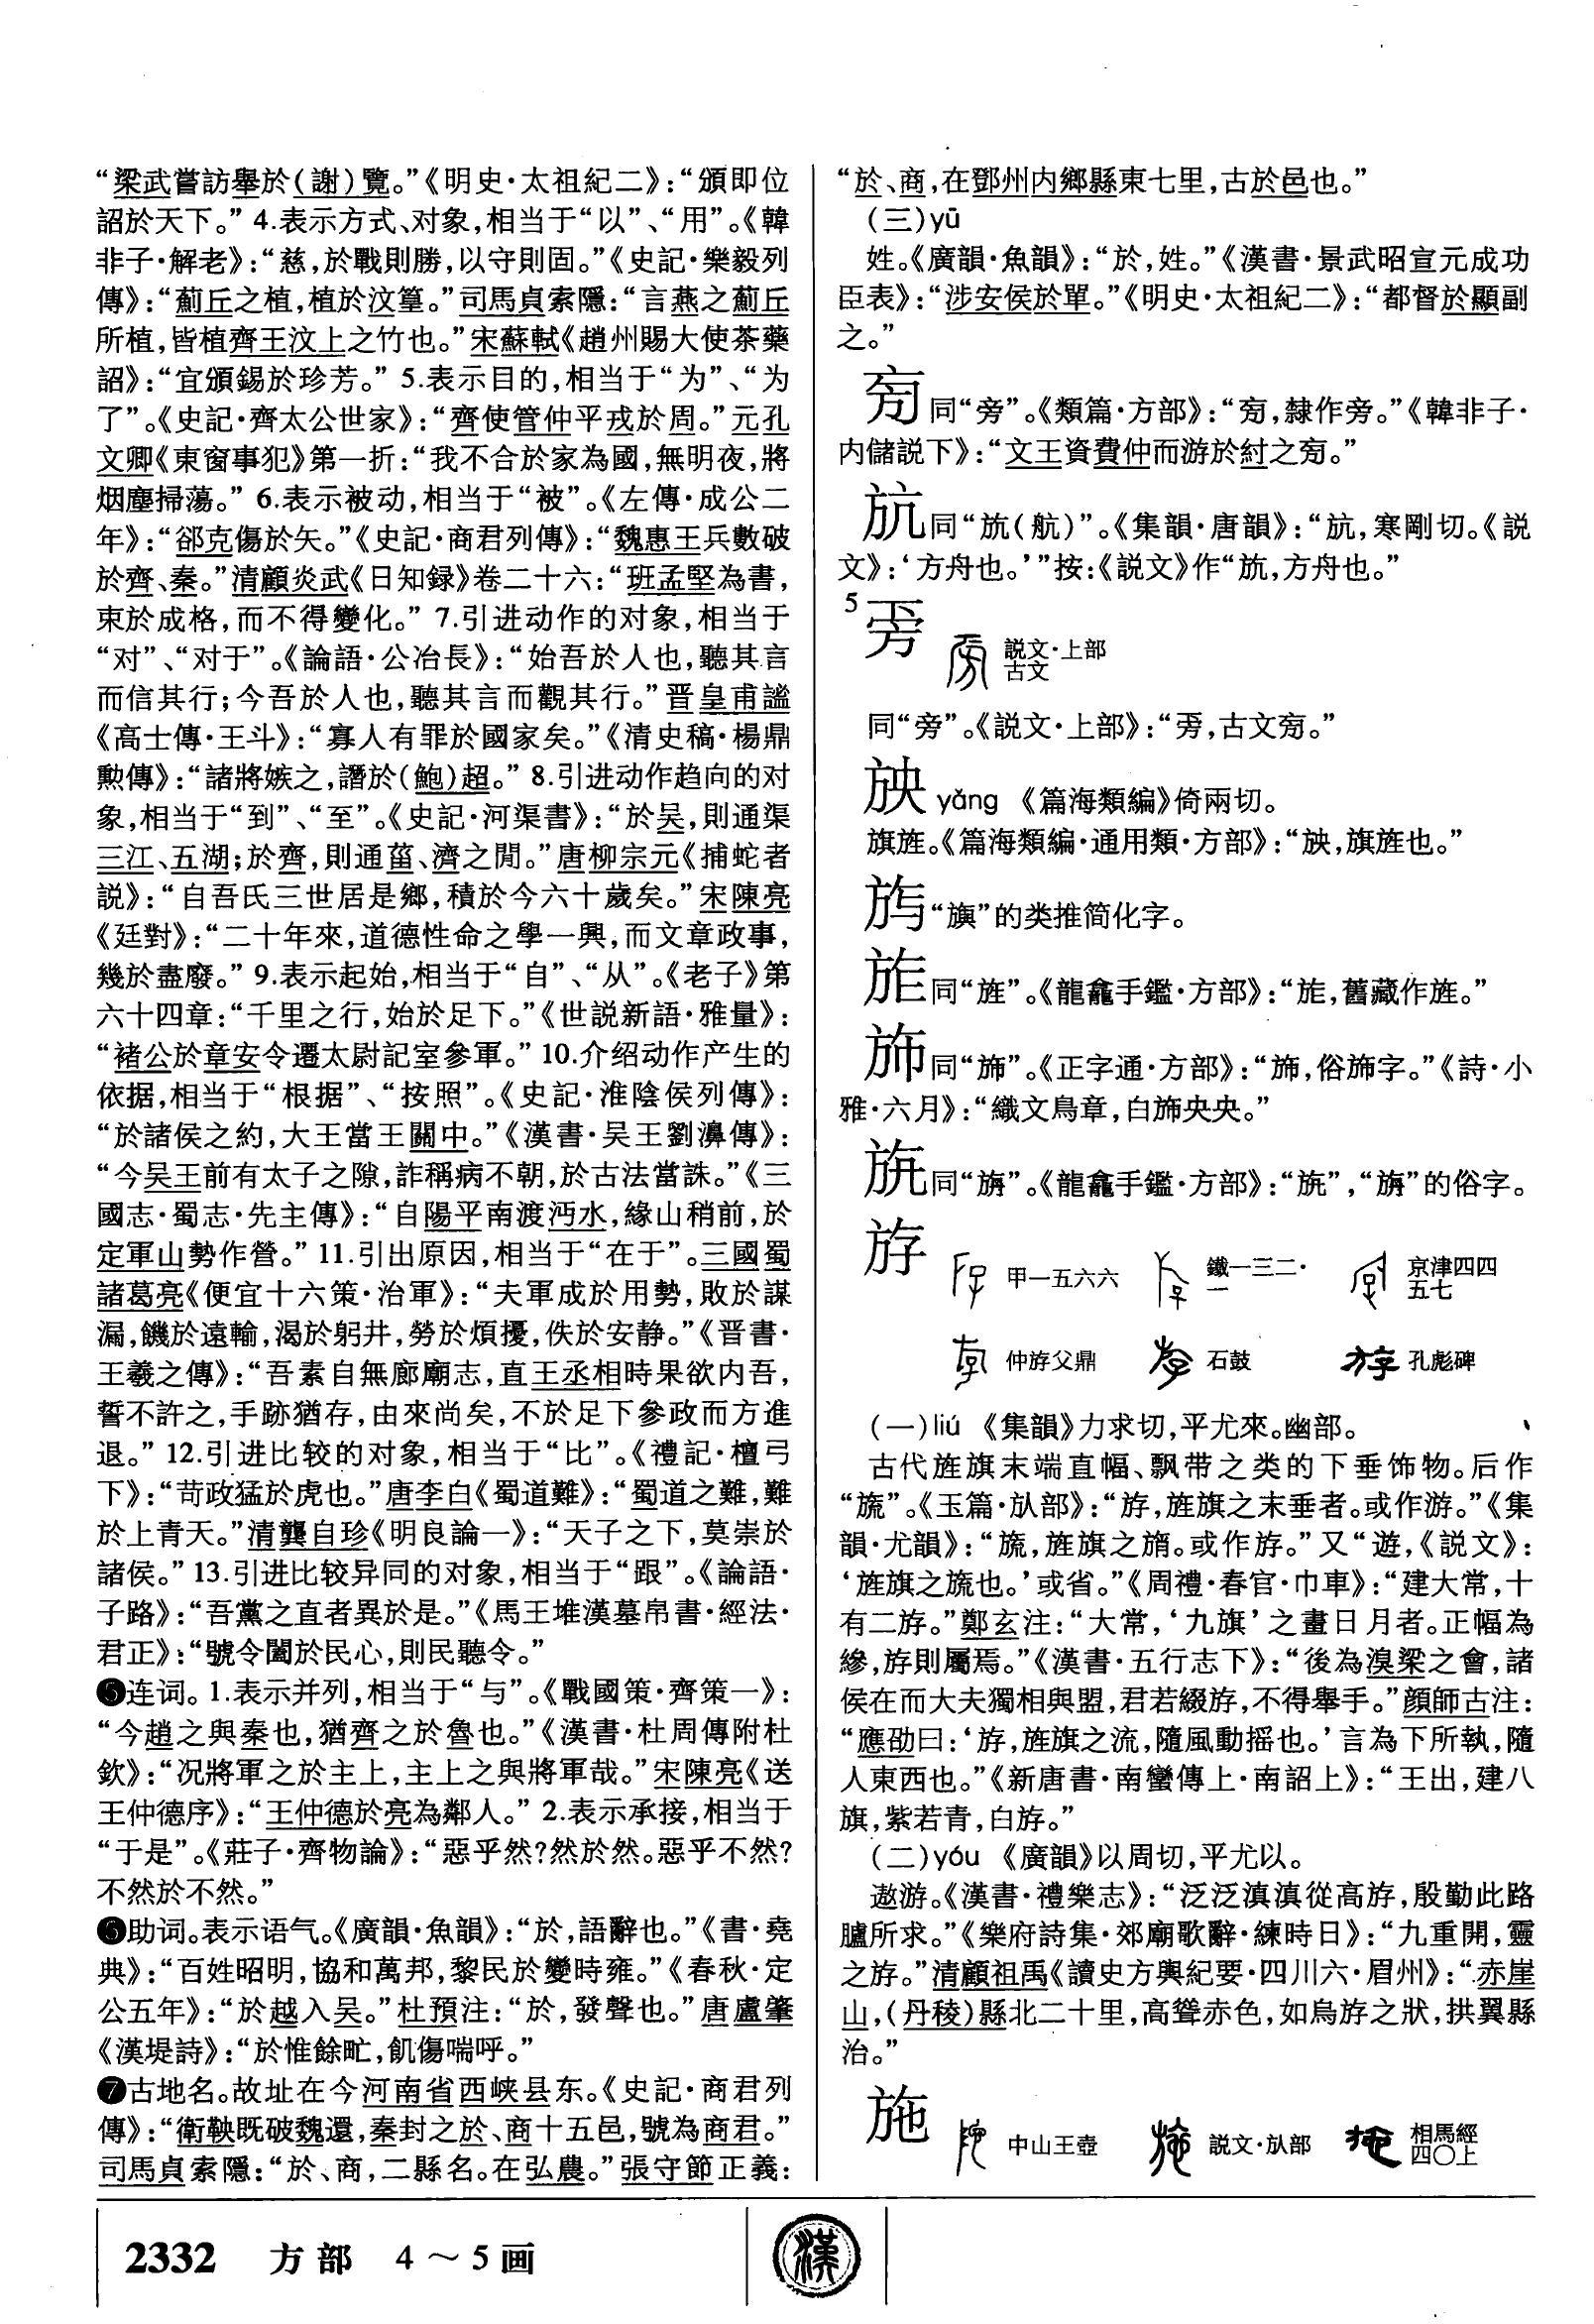 “梁武嘗訪舉於(謝)覽。”《明史·太祖紀二》：“頒即位
詔於天下。”4.表示方式、对象，相当于“以”、“用”。《韓
非子·解老》：“慈，於戰則勝，以守則固。”《史記·樂毅列
傳》：“薊丘之植，植於汶篁。”司馬貞索隱：“言燕之薊丘
所植，皆植齊王汶上之竹也。”宋蘇軾《趙州賜大使茶藥
詔》：“宜頒錫於珍芳。”5.表示目的，相当于“为”、“为
了”。《史記·齊太公世家》：“齊使管仲平戎於周。”元孔
文卿《東窗事犯》第一折：“我不合於家為國，無明夜，將
烟塵掃蕩。”6.表示被动，相当于“被”。《左傳·成公二
年》：“郤克傷於矢。”《史記·商君列傳》：“魏惠王兵數破
於齊、秦。”清顧炎武《日知録》卷二十六：“班孟堅為書，
束於成格，而不得變化。”7.引进动作的对象，相当于
“对”、“对于”。《論語·公冶長》：“始吾於人也，聽其言
而信其行；今吾於人也，聽其言而觀其行。”晋皇甫謐
《高士傳·王斗》：“寡人有罪於國家矣。”《清史稿·楊鼎
勲傳》：“諸將嫉之，譖於(鮑)超。”8.引进动作趋向的对
象，相当于“到”、“至”。《史記·河渠書》：“於吴，則通渠
三江、五湖；於齊，則通菑、濟之閒。”唐柳宗元《捕蛇者
説》：“自吾氏三世居是鄉，積於今六十歲矣。”宋陳亮
《廷對》：“二十年來，道德性命之學一興，而文章政事，
幾於盡廢。”9.表示起始，相当于“自”、“从”。《老子》第
六十四章：“千里之行，始於足下。”《世説新語·雅量》：
“褚公於章安令遷太尉記室參軍。”10.介绍动作产生的
依据，相当于“根据”、“按照”。《史記·淮陰侯列傳》：
“於諸侯之約，大王當王關中。”《漢書·吴王劉濞傳》：
“今吴王前有太子之隙，詐稱病不朝，於古法當誅。”《三
國志·蜀志·先主傳》：“自陽平南渡沔水，緣山稍前，於
定軍山勢作營。”11.引出原因，相当于“在于”。三國蜀
諸葛亮《便宜十六策·治軍》：“夫軍成於用勢，敗於謀
漏，饑於遠輸，渴於躬井，勞於煩擾，佚於安静。”《晋書·
王羲之傳》：“吾素自無廊廟志，直王丞相時果欲内吾，
誓不許之，手跡猶存，由來尚矣，不於足下參政而方進
退。”12.引进比较的对象，相当于“比”。《禮記·檀弓
下》：“苛政猛於虎也。”唐李白《蜀道難》：“蜀道之難，難
於上青天。”清龔自珍《明良論一》：“天子之下，莫崇於
諸侯。”13.引进比较异同的对象，相当于“跟”。《論語·
子路》：“吾黨之直者異於是。”《馬王堆漢墓帛書·經法·
君正》：“號令闔於民心，則民聽令。”
❺连词。1.表示并列，相当于“与”。《戰國策·齊策一》：
“今趙之與秦也，猶齊之於魯也。”《漢書·杜周傳附杜
欽》：“况將軍之於主上，主上之與將軍哉。”宋陳亮《送
王仲德序》：“王仲德於亮為鄰人。”2.表示承接，相当于
“于是”。《莊子·齊物論》：“惡乎然？然於然。惡乎不然？
不然於不然。”
❻助词。表示语气。《廣韻·魚韻》：“於，語辭也。”《書·堯
典》：“百姓昭明，協和萬邦，黎民於變時雍。”《春秋·定
公五年》：“於越入吴。”杜預注：“於，發聲也。”唐盧肇
《漢堤詩》：“於惟餘甿，飢傷喘呼。”
❼古地名。故址在今河南省西峡县东。《史記·商君列
傳》：“衛鞅既破魏還，秦封之於、商十五邑，號為商君。”
司馬貞索隱：“於、商，二縣名。在弘農。”張守節正義：
“於、商，在鄧州内鄉縣東七里，古於邑也。”
(三)yū
姓。《廣韻·魚韻》：“於，姓。”《漢書·景武昭宣元成功
臣表》：“涉安侯於單。”《明史·太祖紀二》：“都督於顯副
之。”
㫄 同“旁”。《類篇·方部》：“㫄，隸作旁。”《韓非子·
内儲説下》：“文王資費仲而游於紂之㫄。”
同“斻(航)”。《集韻·唐韻》：“，寒剛切。《説
文》：‘方舟也。’”按：《説文》作“斻，方舟也。”
5
説文·上部
古文
同“旁”。《説文·上部》：“，古文㫄。”
㫟 yǎng 《篇海類編》倚兩切。
旗旌。《篇海類編·通用類·方部》：“，旗旌也。”
“旟”的类推简化字。
同“旌”。《龍龕手鑑·方部》：“，舊藏作旌。”
同“旆”。《正字通·方部》：“，俗旆字。”《詩·小
雅·六月》：“織文鳥章，白旆央央。”
同“旃”。《龍龕手鑑·方部》：“”，“旃”的俗字。
斿
甲一五六六 鐵一三二· 京津四四
一 五七
仲斿父鼎 石鼓 孔彪碑
(一)liú 《集韻》力求切，平尤來。幽部。
古代旌旗末端直幅、飘带之类的下垂饰物。后作
“旒”。《玉篇·㫃部》：“斿，旌旗之末垂者。或作游。”《集
韻·尤韻》：“旒，旌旗之旓。或作斿。”又“遊，《説文》：
‘旌旗之旒也。’或省。”《周禮·春官·巾車》：“建大常，十
有二斿。”鄭玄注：“大常，‘九旗’之畫日月者。正幅為
縿，斿則屬焉。”《漢書·五行志下》：“後為湨梁之會，諸
侯在而大夫獨相與盟，君若綴斿，不得舉手。”顔師古注：
“應劭曰：‘斿，旌旗之流，隨風動摇也。’言為下所執，隨
人東西也。”《新唐書·南蠻傳上·南詔上》：“王出，建八
旗，紫若青，白斿。”
(二)yóu 《廣韻》以周切，平尤以。
遨游。《漢書·禮樂志》：“泛泛滇滇從高斿，殷勤此路
臚所求。”《樂府詩集·郊廟歌辭·練時日》：“九重開，靈
之斿。”清顧祖禹《讀史方輿紀要·四川六·眉州》：“赤崖
山，(丹稜)縣北二十里，高聳赤色，如烏斿之狀，拱翼縣
治。”
施
中山王壺 説文·㫃部 相馬經
四〇上
2332 方部 4～5画
漢